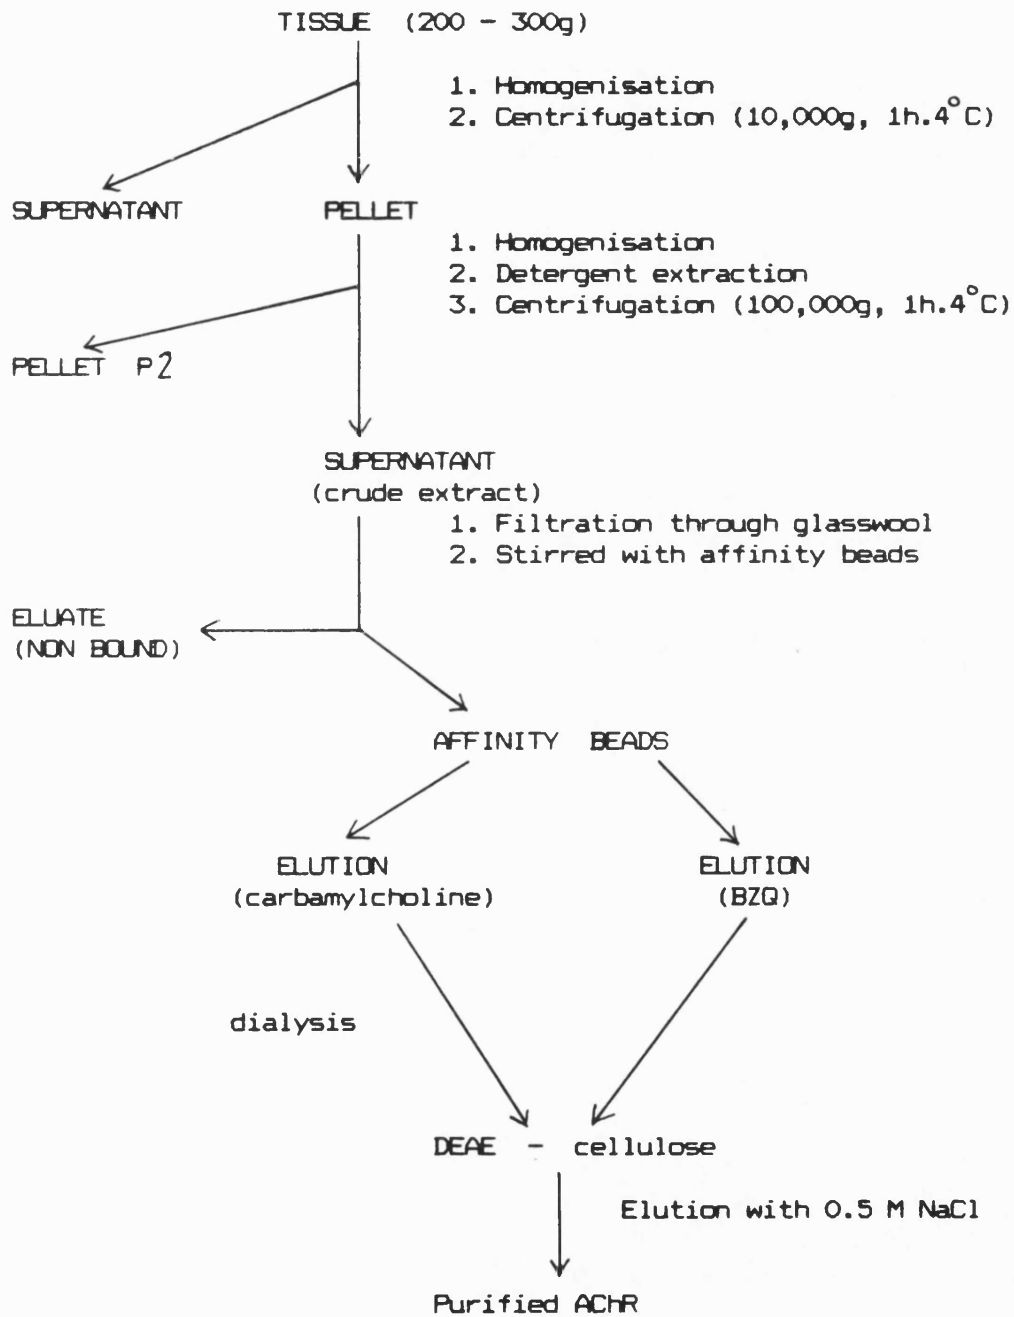 TISSUE (200 - 300g)
1. Homogenisation
2. Centrifugation (10,000g, 1h.4°C)
SUPERNATANT
PELLET
1. Homogenisation
2. Detergent extraction
3. Centrifugation (100,000g, 1h.4°C)
PELLET P2
SUPERNATANT
(crude extract)
1. Filtration through glasswool
2. Stirred with affinity beads
ELUATE
(NON BOUND)
AFFINITY BEADS
ELUTION
(carbamylcholine)
ELUTION
(BZQ)
dialysis
DEAE - cellulose
Elution with 0.5 M NaCl
Purified AChR